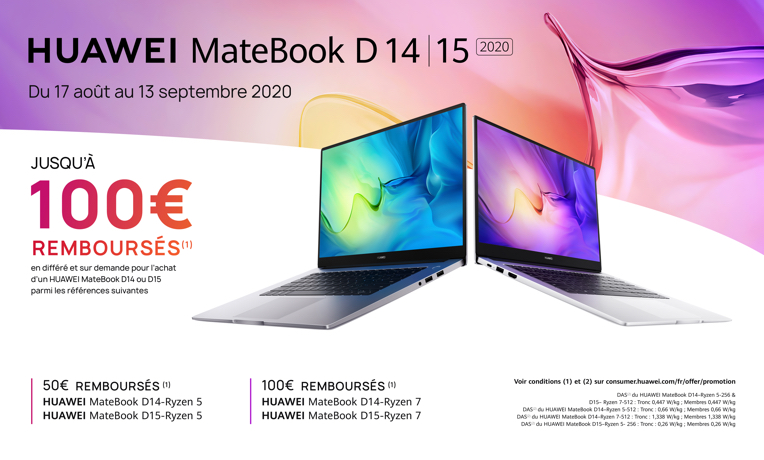 HUAWEI MateBook D 14 | 15 2020
Du 17 août au 13 septembre 2020
JUSQU'À
100€
REMBOURSÉS(1)
en différé et sur demande pour l'achat
d'un HUAWEI MateBook D14 ou D15
parmi les références suivantes
50€ REMBOURSÉS (1)
HUAWEI MateBook D14-Ryzen 5
HUAWEI MateBook D15-Ryzen 5
100€ REMBOURSÉS (1)
HUAWEI MateBook D14-Ryzen 7
HUAWEI MateBook D15-Ryzen 7
Voir conditions (1) et (2) sur consumer.huawei.com/fr/offer/promotion
DAS(2) du HUAWEI MateBook D14–Ryzen 5-256 &
D15– Ryzen 7-512 : Tronc 0,447 W/kg ; Membres 0,447 W/kg
DAS(2) du HUAWEI MateBook D14–Ryzen 5-512 : Tronc : 0,66 W/kg ; Membres 0,66 W/kg
DAS(2) du HUAWEI MateBook D14–Ryzen 7-512 : Tronc : 1,338 W/kg ; Membres 1,338 W/kg
DAS(2) du HUAWEI MateBook D15–Ryzen 5- 256 : Tronc : 0,26 W/kg ; Membres 0,26 W/kg